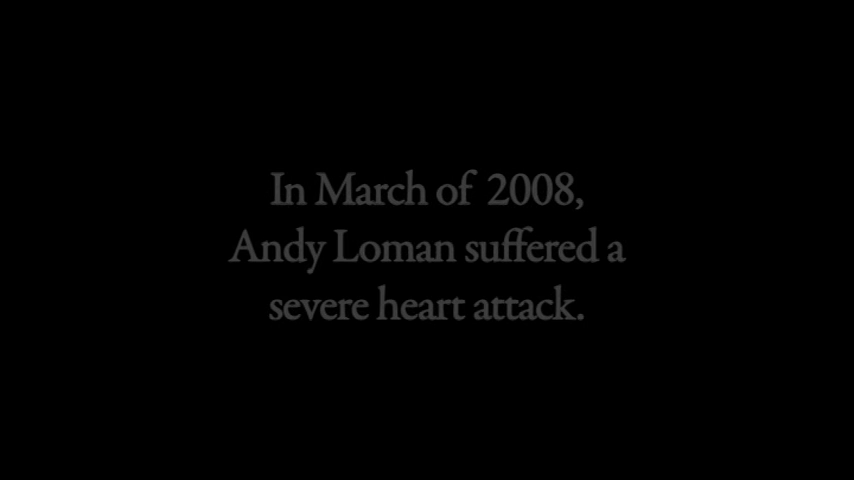 In March of 2008,
Andy Loman suffered a
severe heart attack.